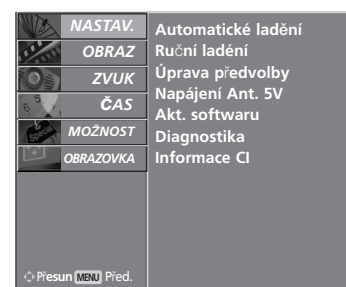 NASTAV.
OBRAZ
ZVUK
ČAS
MOŽNOST
OBRAZOVKA
Automatické ladění
Ruční ladéní
Úprava předvolby
Napájení Ant. 5V
Akt. softwaru
Diagnostika
Informace CI
Přesun MENU Před.